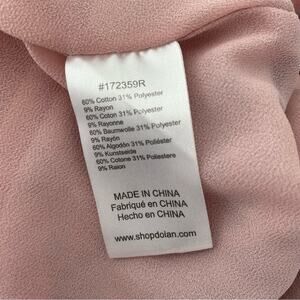 #172359R
60% Cotton 31% Polyester
9% Rayon
60% Coton 31% Polyester
9% Rayonne
60% Baumwolle 31% Polyester
9% Rayón
60% Algodón 31% Poliéster
9% Kunstseide
60% Cotone 31% Poliestere
9% Raion
MADE IN CHINA
Fabriqué en CHINA
Hecho en CHINA
www.shopdolan.com